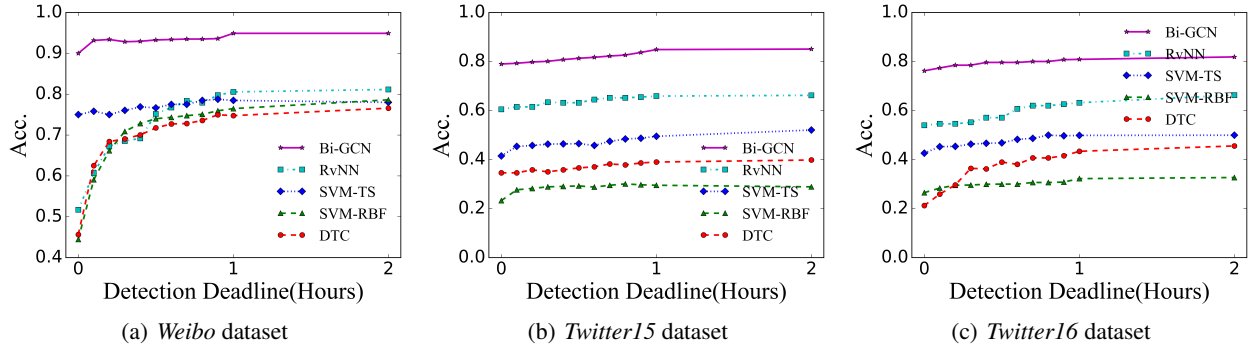 1.0
0.9
0.8
0.7
0.6
0.5
0.4
Acc.
Bi-GCN
RvNN
SVM-TS
SVM-RBF
DTC
0 1 2
Detection Deadline(Hours)
(a) Weibo dataset
1.0
0.8
0.6
0.4
0.2
0.0
Acc.
Bi-GCN
RvNN
SVM-TS
SVM-RBF
DTC
0 1 2
Detection Deadline(Hours)
(b) Twitter15 dataset
1.0
0.8
0.6
0.4
0.2
0.0
Acc.
Bi-GCN
RvNN
SVM-TS
SVM-RBF
DTC
0 1 2
Detection Deadline(Hours)
(c) Twitter16 dataset